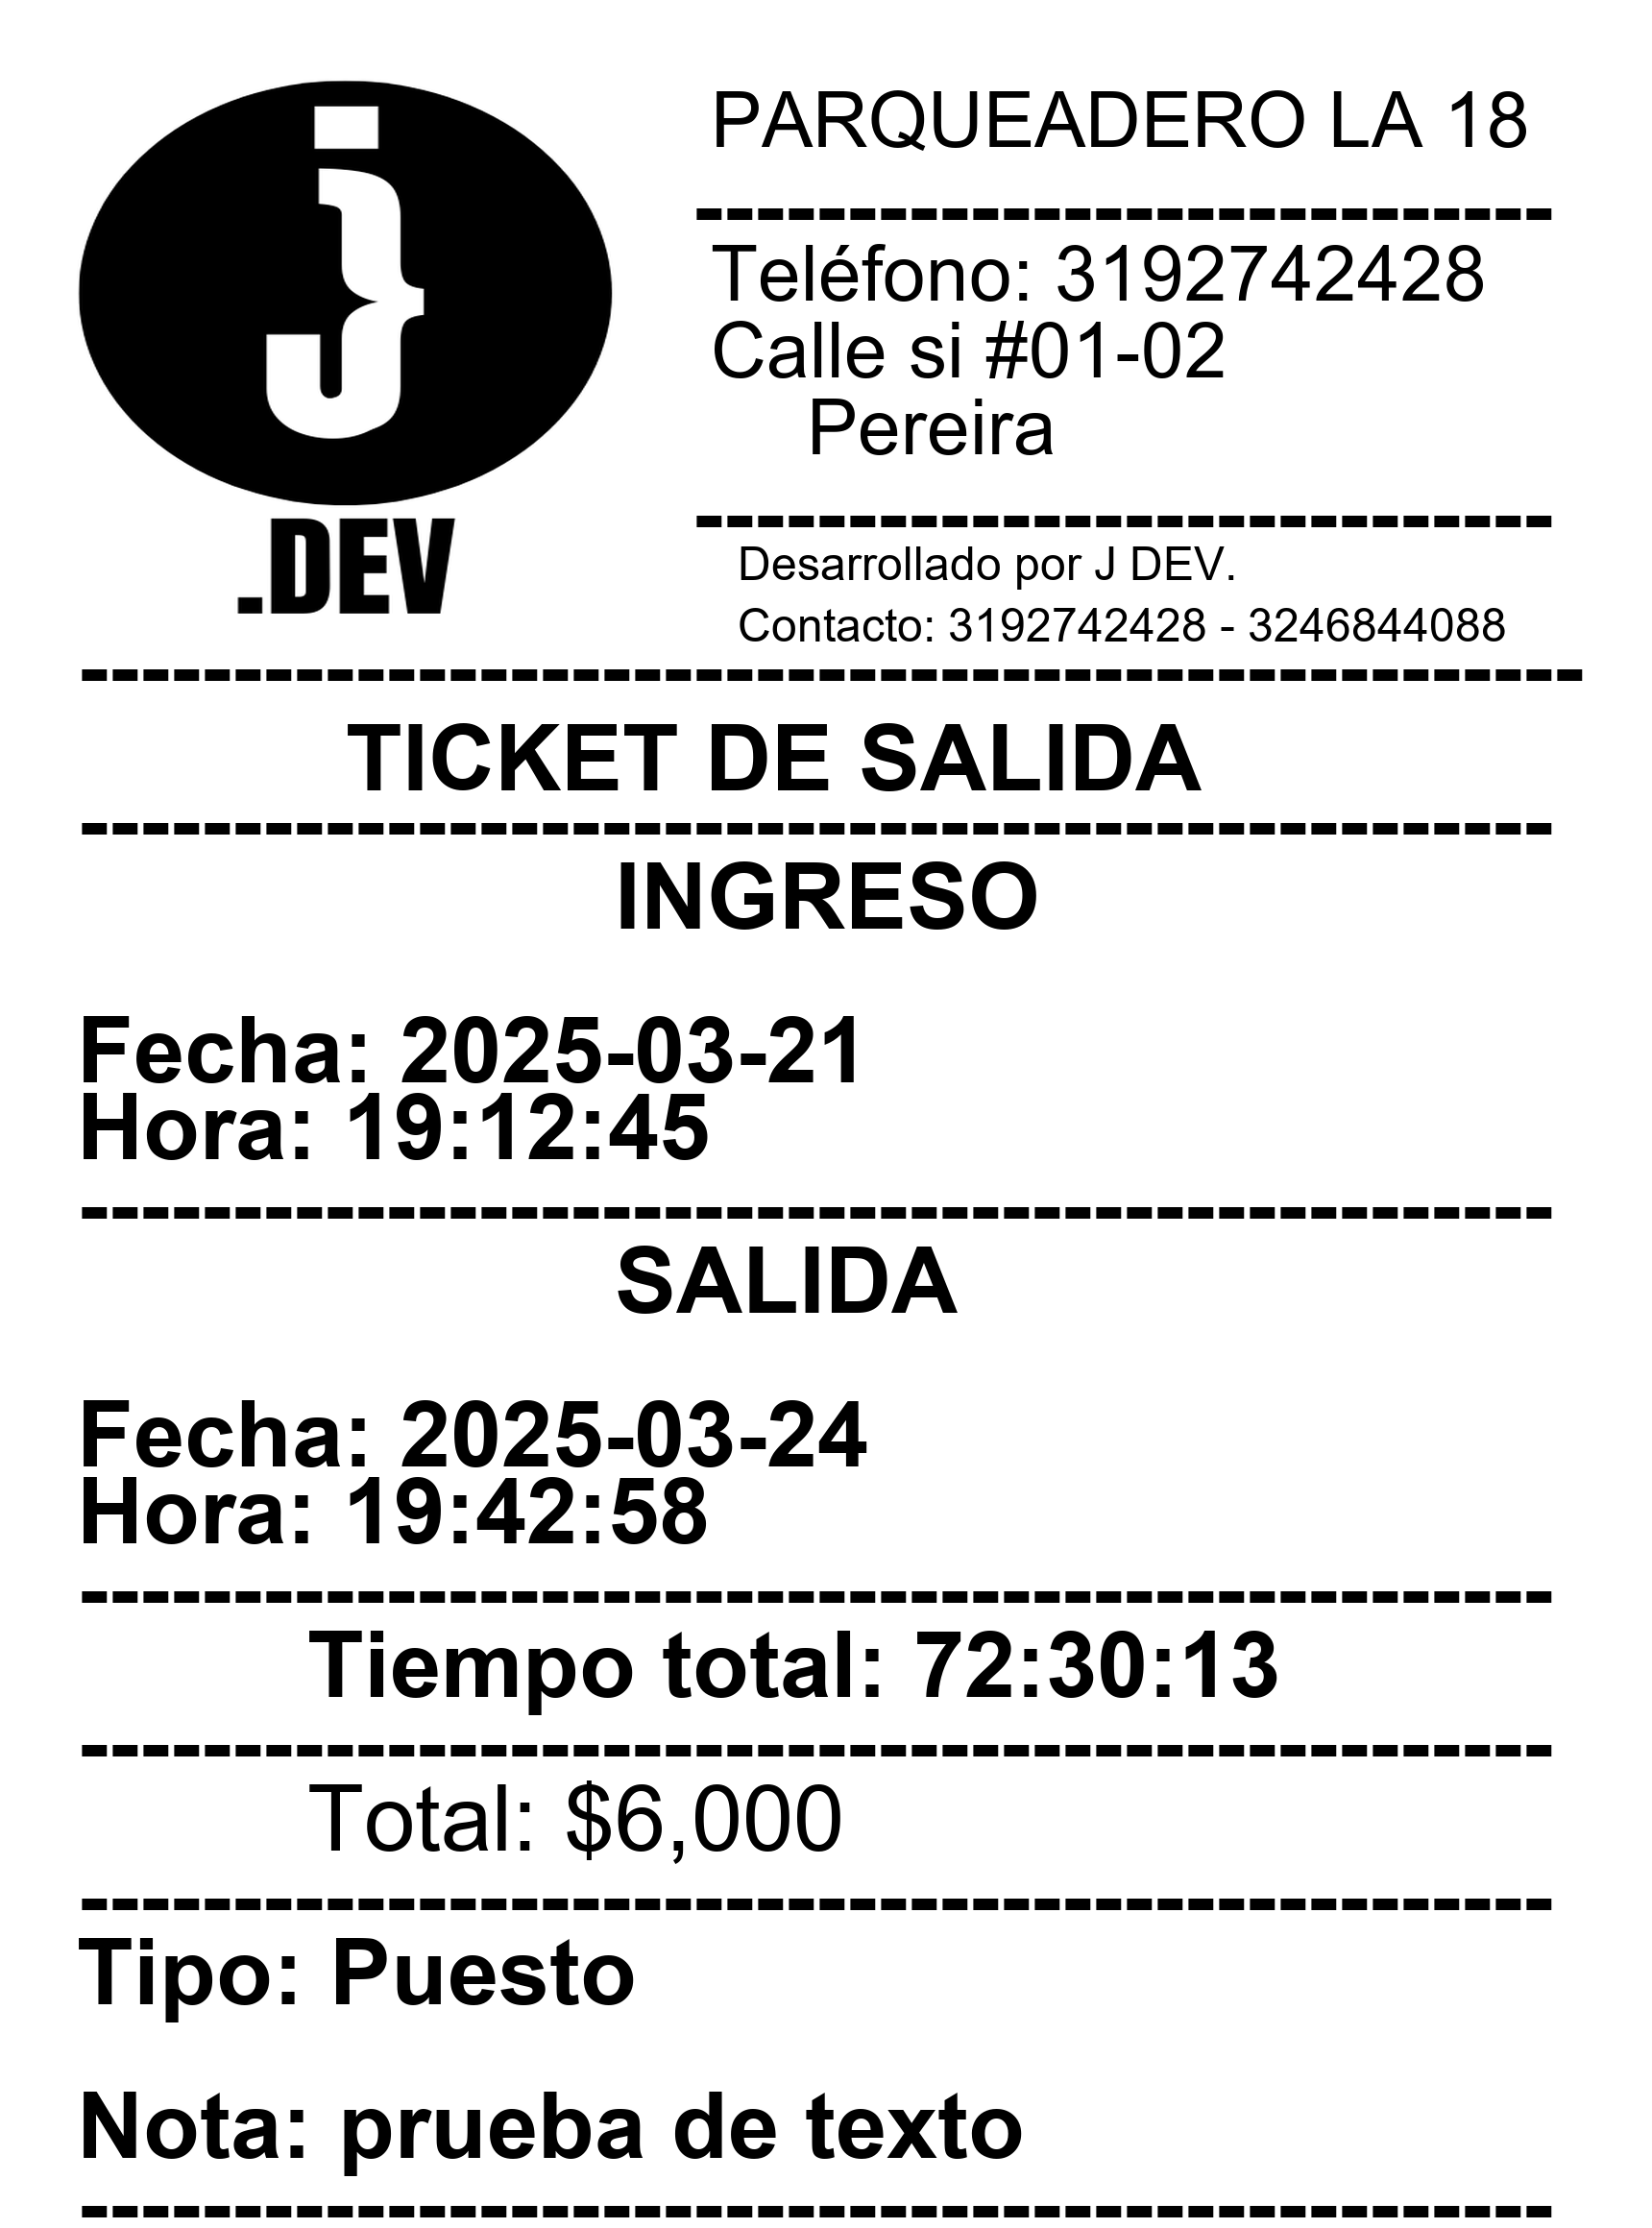 j
.DEV
PARQUEADERO LA 18
---------------------------
Teléfono: 3192742428
Calle si #01-02
Pereira
---------------------------
Desarrollado por J DEV.
Contacto: 3192742428 - 3246844088
-------------------------------------------------
TICKET DE SALIDA
------------------------------------------------
INGRESO
Fecha: 2025-03-21
Hora: 19:12:45
------------------------------------------------
SALIDA
Fecha: 2025-03-24
Hora: 19:42:58
------------------------------------------------
Tiempo total: 72:30:13
------------------------------------------------
Total: $6,000
------------------------------------------------
Tipo: Puesto
Nota: prueba de texto
------------------------------------------------